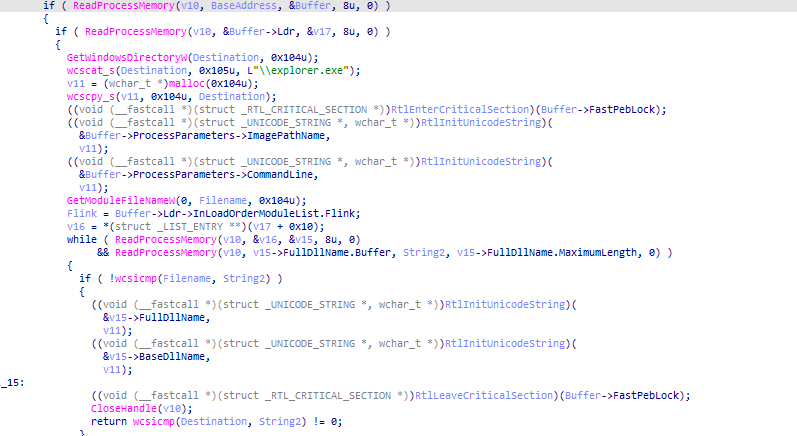 if ( ReadProcessMemory(v10, BaseAddress, &Buffer, 8u, 0) )
{
if ( ReadProcessMemory(v10, &Buffer->Ldr, &v17, 8u, 0) )
{
GetWindowsDirectoryW(Destination, 0x104u);
wcscat_s(Destination, 0x105u, L"\\explorer.exe");
v11 = (wchar_t *)malloc(0x104u);
wcscpy_s(v11, 0x104u, Destination);
((void (__fastcall *)(struct _RTL_CRITICAL_SECTION *))RtlEnterCriticalSection)(Buffer->FastPebLock);
((void (__fastcall *)(struct _UNICODE_STRING *, wchar_t *))RtlInitUnicodeString)(
&Buffer->ProcessParameters->ImagePathName,
v11);
((void (__fastcall *)(struct _UNICODE_STRING *, wchar_t *))RtlInitUnicodeString)(
&Buffer->ProcessParameters->CommandLine,
v11);
GetModuleFileNameW(0, Filename, 0x104u);
Flink = Buffer->Ldr->InLoadOrderModuleList.Flink;
v16 = *(struct _LIST_ENTRY **)(v17 + 0x10);
while ( ReadProcessMemory(v10, &v16, &v15, 8u, 0)
&& ReadProcessMemory(v10, v15->FullDllName.Buffer, String2, v15->FullDllName.MaximumLength, 0) )
{
if ( !wcsicmp(Filename, String2) )
{
((void (__fastcall *)(struct _UNICODE_STRING *, wchar_t *))RtlInitUnicodeString)(
&v15->FullDllName,
v11);
((void (__fastcall *)(struct _UNICODE_STRING *, wchar_t *))RtlInitUnicodeString)(
&v15->BaseDllName,
v11);
_15:
((void (__fastcall *)(struct _RTL_CRITICAL_SECTION *))RtlLeaveCriticalSection)(Buffer->FastPebLock);
CloseHandle(v10);
return wcsicmp(Destination, String2) != 0;
}